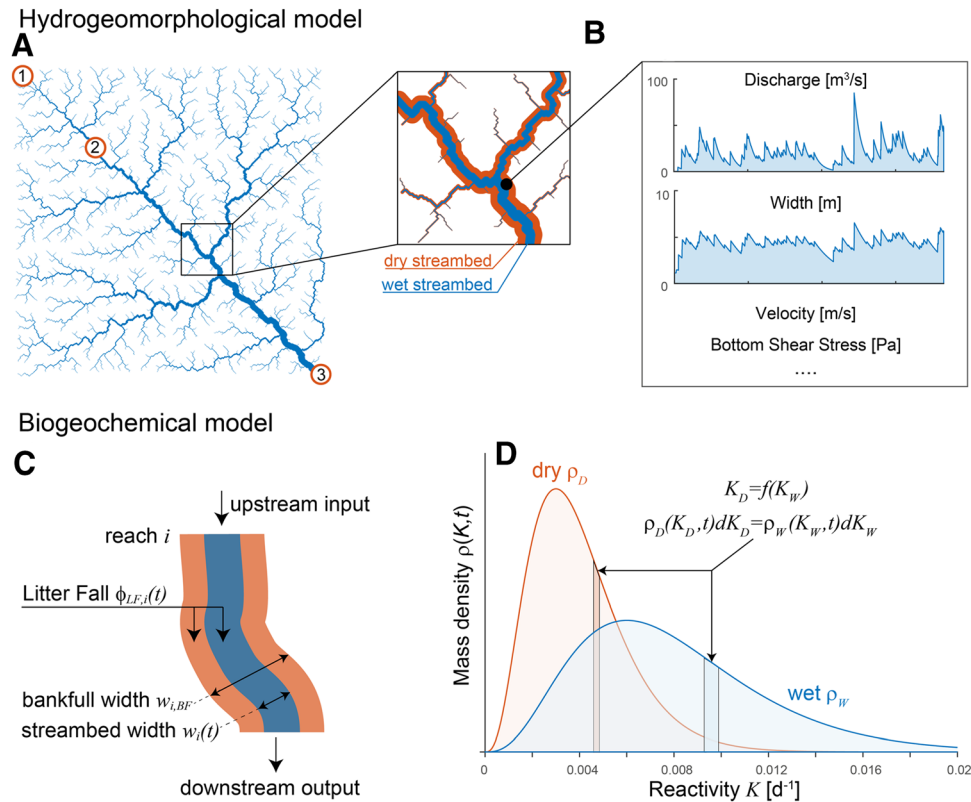 Hydrogeomorphological model
A
B
1
2
3
dry streambed
wet streambed
100
Discharge [m³/s]
0
10
Width [m]
0
Velocity [m/s]
Bottom Shear Stress [Pa]
....
Biogeochemical model
C
upstream input
reach i
Litter Fall ϕLF,i(t)
bankfull width wi,BF
streambed width wi(t)
downstream output
D
dry ρD
KD=f(KW)
ρD(KD,t)dKD=ρW(KW,t)dKW
wet ρW
Mass density ρ(K,t)
0 0.004 0.008 0.012 0.016 0.02
Reactivity K [d⁻¹]